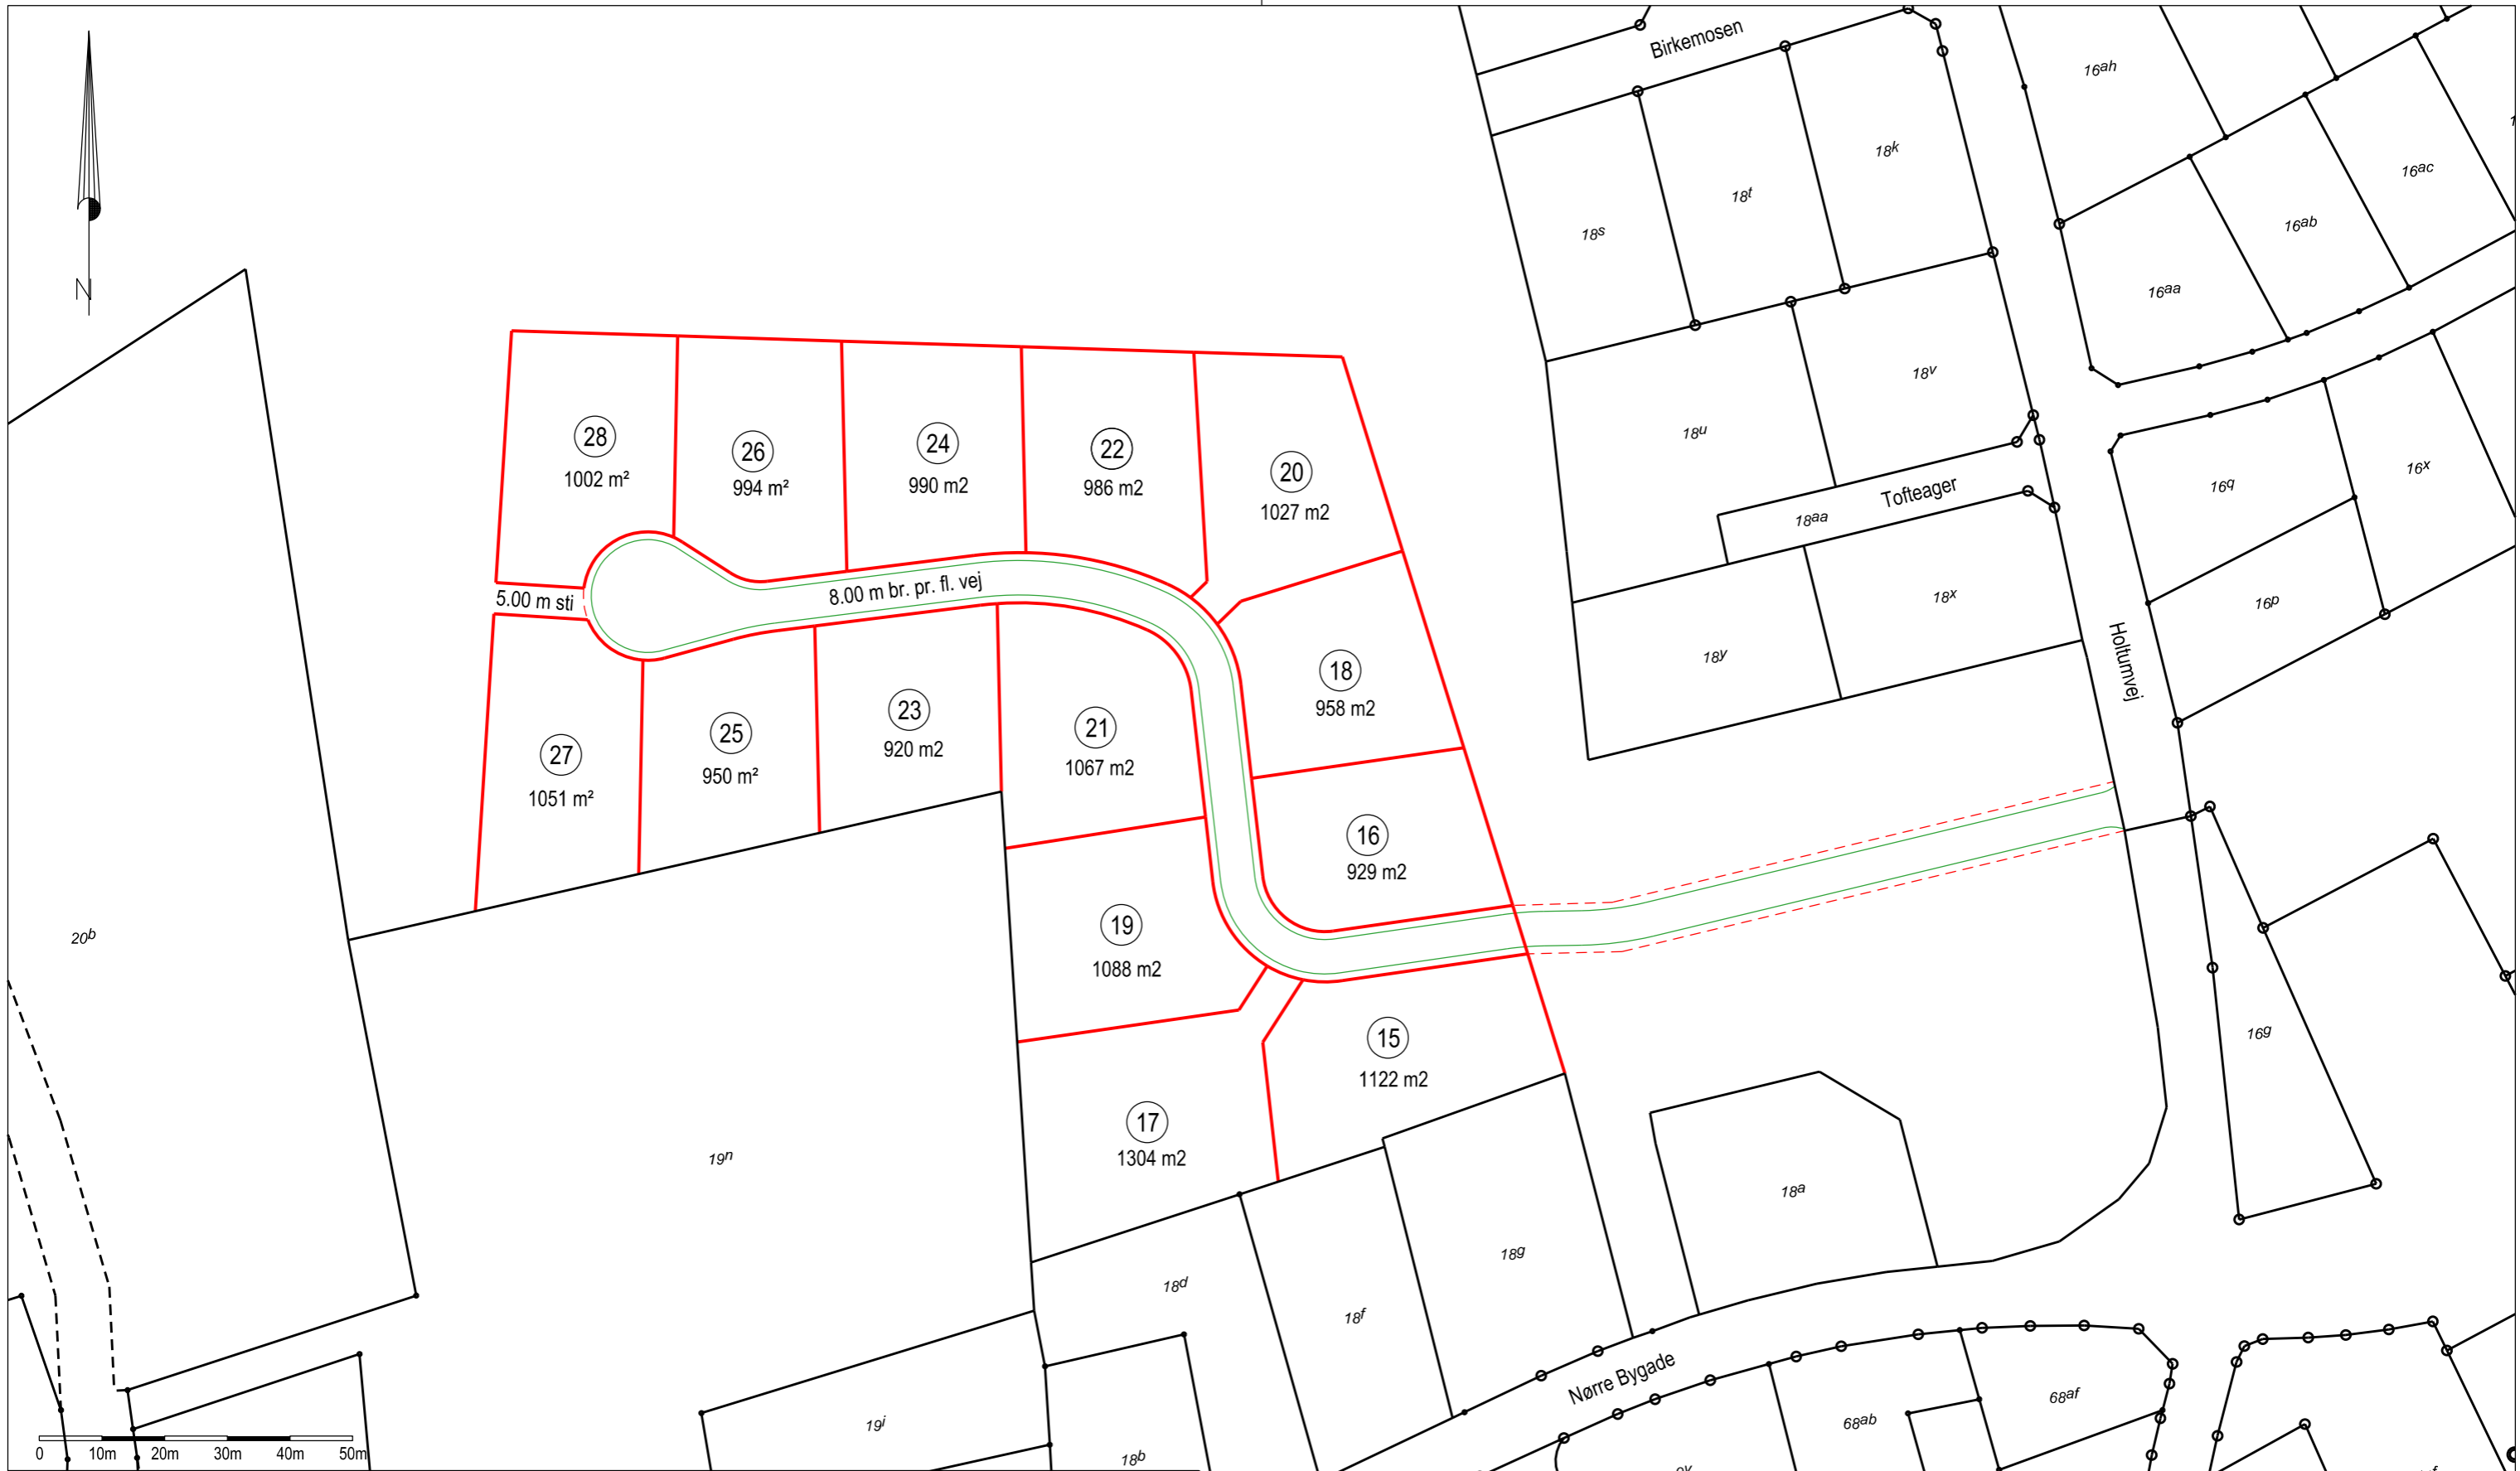 Birkemosen
16ah
18k
16ac
18t
16ab
18s
16aa
N
18v
18u
28
1002 m²
26
994 m²
24
990 m2
22
986 m2
20
1027 m2
16x
16q
Tofteager
18aa
5.00 m sti
8.00 m br. pr. fl. vej
18x
16p
18y
Holtumvej
27
1051 m²
25
950 m²
23
920 m2
21
1067 m2
18
958 m2
16
929 m2
20b
19
1088 m2
15
1122 m2
16g
17
1304 m2
19n
18a
18g
18d
18f
Nørre Bygade
68af
68ab
19i
18b
0 10m 20m 30m 40m 50m